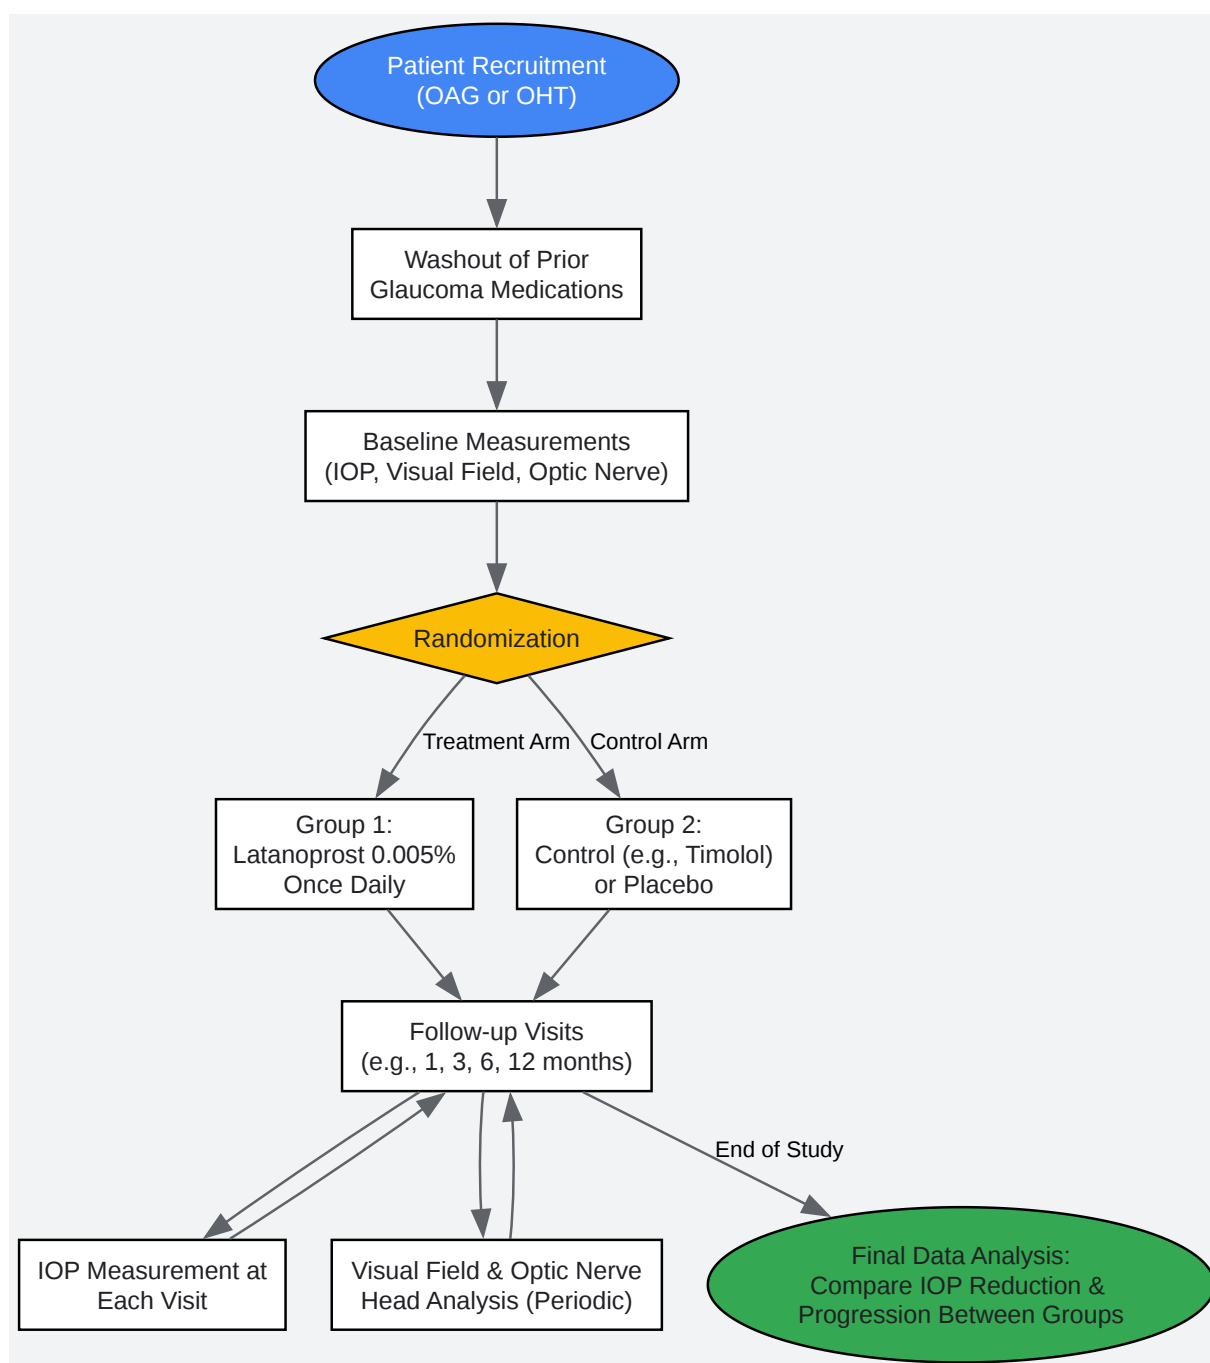 Patient Recruitment
(OAG or OHT)
Washout of Prior
Glaucoma Medications
Baseline Measurements
(IOP, Visual Field, Optic Nerve)
Randomization
Treatment Arm
Control Arm
Group 1:
Latanoprost 0.005%
Once Daily
Group 2:
Control (e.g., Timolol)
or Placebo
Follow-up Visits
(e.g., 1, 3, 6, 12 months)
End of Study
IOP Measurement at
Each Visit
Visual Field & Optic Nerve
Head Analysis (Periodic)
Final Data Analysis:
Compare IOP Reduction &
Progression Between Groups